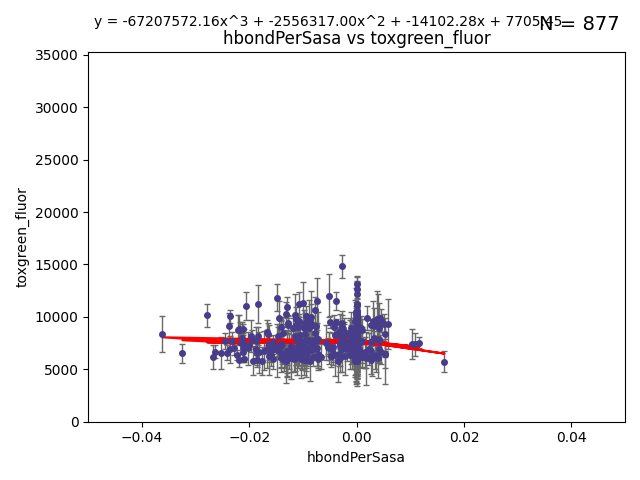 y = -67207572.16x^3 + -2556317.00x^2 + -14102.28x + 7705.45
N = 877
hbondPerSasa vs toxgreen_fluor
35000
30000
25000
20000
15000
10000
5000
0
toxgreen_fluor
−0.04
−0.02
0.00
0.02
0.04
hbondPerSasa